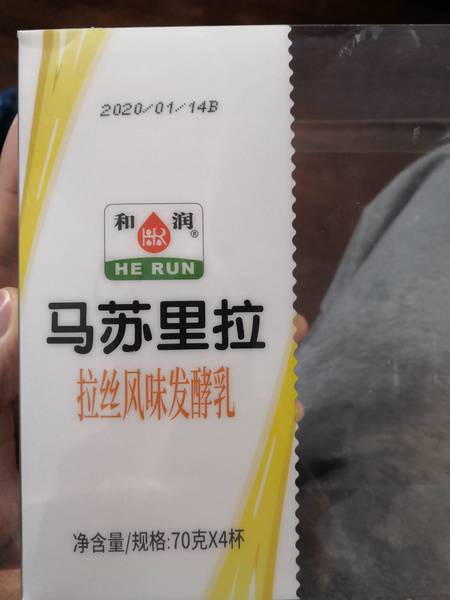 2020/01/14B
和 润®
HR
HE RUN
马苏里拉
拉丝风味发酵乳
净含量/规格:70克X4杯